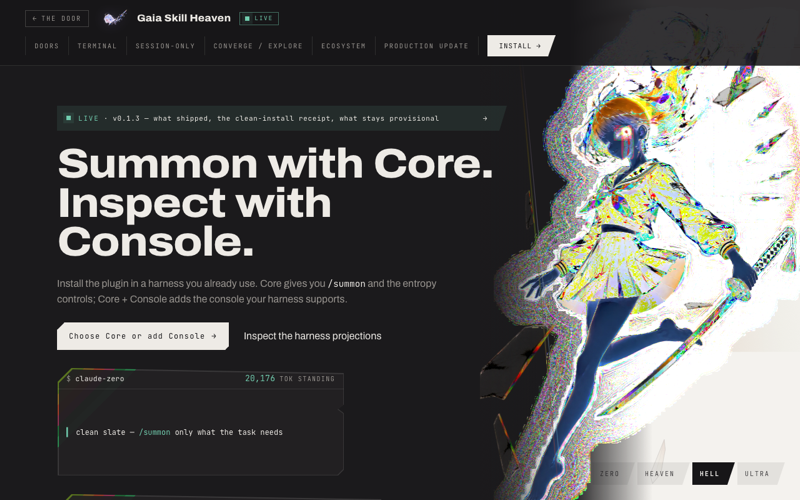 ← THE DOOR
Gaia Skill Heaven
LIVE
DOORS
TERMINAL
SESSION-ONLY
CONVERGE / EXPLORE
ECOSYSTEM
PRODUCTION UPDATE
INSTALL →
LIVE · v0.1.3 — what shipped, the clean-install receipt, what stays provisional →
Summon with Core.
Inspect with
Console.
Install the plugin in a harness you already use. Core gives you /summon and the entropy
controls; Core + Console adds the console your harness supports.
Choose Core or add Console →
Inspect the harness projections
$ claude-zero
20,176 TOK STANDING
clean slate — /summon only what the task needs
ZERO
HEAVEN
HELL
ULTRA